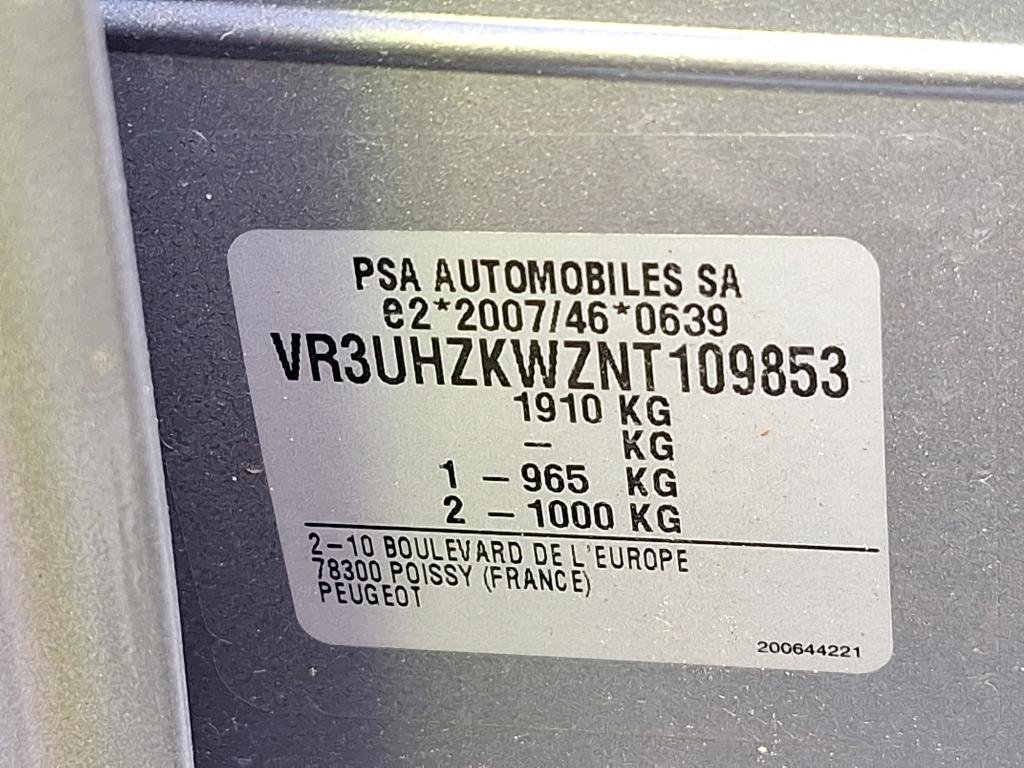 PSA AUTOMOBILES SA
e2*2007/46*0639
VR3UHZKWZNT109853
1910 KG
– KG
1 – 965 KG
2 – 1000 KG
2–10 BOULEVARD DE L'EUROPE
78300 POISSY (FRANCE)
PEUGEOT
200644221